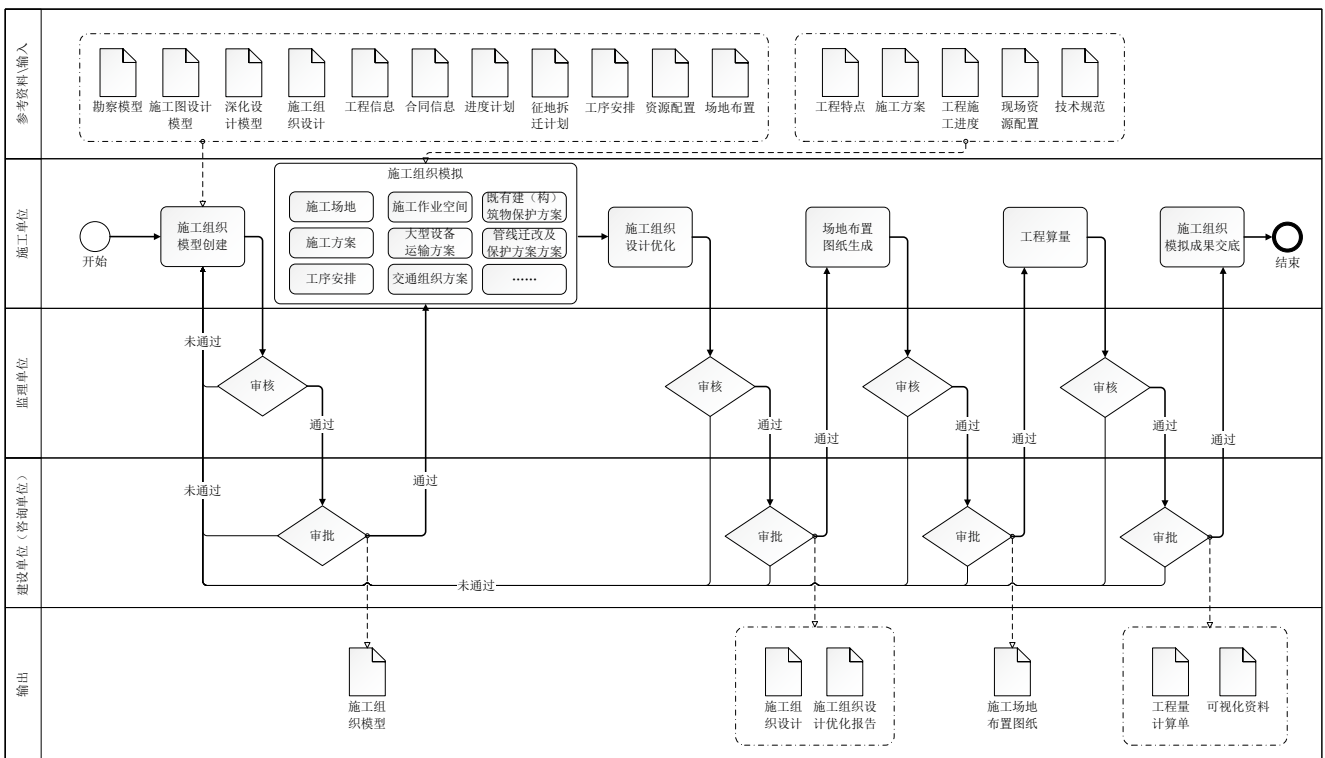 参考资料\输入
勘察模型
施工图设计
模型
深化设
计模型
施工组
织设计
工程信息
合同信息
进度计划
征地拆
迁计划
工序安排
资源配置
场地布置
工程特点
施工方案
工程施
工进度
现场资
源配置
技术规范
施工单位
开始
施工组织
模型创建
施工组织模拟
施工场地
施工作业空间
既有建（构）
筑物保护方案
施工方案
大型设备
运输方案
管线迁改及
保护方案方案
工序安排
交通组织方案
……
施工组织
设计优化
场地布置
图纸生成
工程算量
施工组织
模拟成果交底
结束
监理单位
未通过
审核
通过
审核
通过
通过
审核
通过
通过
审核
通过
通过
建设单位（咨询单位）
未通过
通过
审批
审批
审批
审批
未通过
输出
施工组
织模型
施工组
织设计
施工组织设
计优化报告
施工场地
布置图纸
工程量
计算单
可视化资料